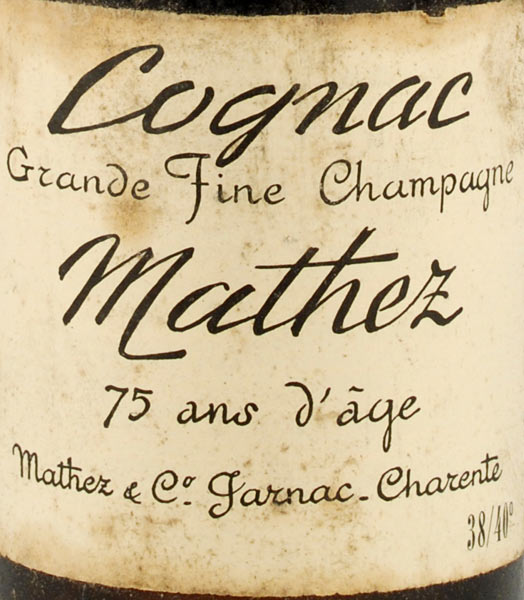 Cognac
Grande Fine Champagne
Mathez
75 ans d'âge
Mathez & Cº. Jarnac-Charente
38/40°